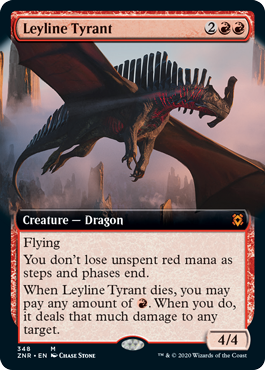 Leyline Tyrant 2
Creature — Dragon
Flying
You don't lose unspent red mana as
steps and phases end.
When Leyline Tyrant dies, you may
pay any amount of . When you do,
it deals that much damage to any
target.
4/4
348 M
ZNR • EN Chase Stone
™ & © 2020 Wizards of the Coast